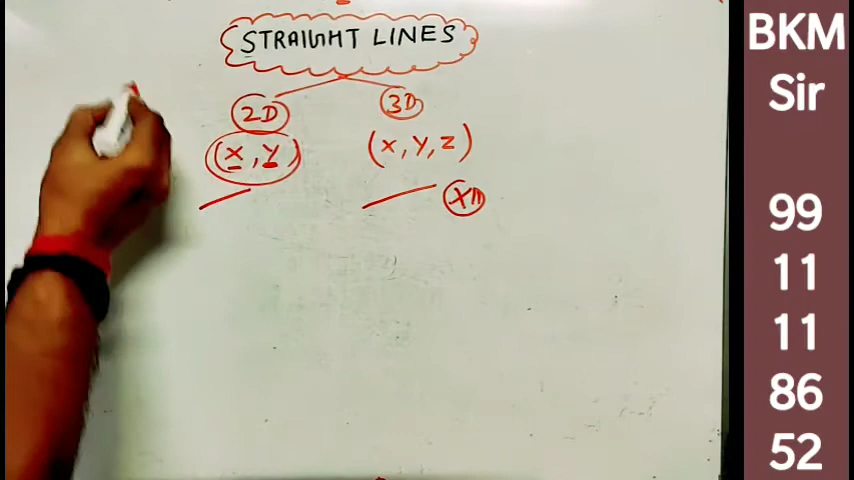 STRAIGHT LINES
2D 3D
(X, Y) (X, Y, Z)
XII
BKM
Sir
99
11
11
86
52